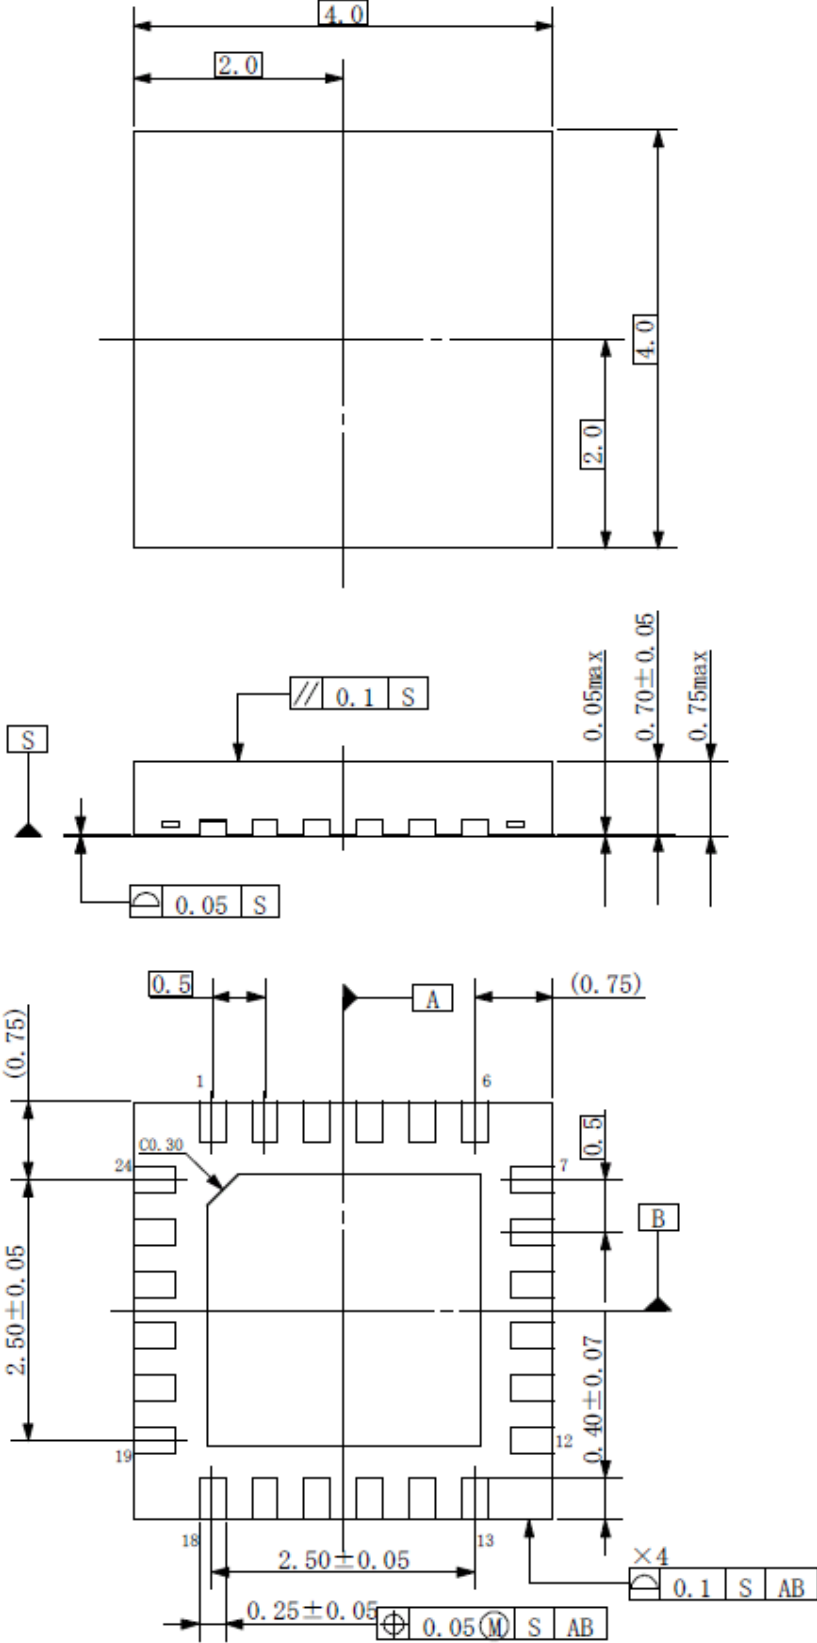 4.0
2.0
4.0
2.0
0.05max
0.70±0.05
0.75max
// 0.1 S
S
⌓ 0.05 S
0.5
A
(0.75)
(0.75)
1
6
0.5
C0.30
24
7
B
2.50±0.05
0.40±0.07
19
12
18
13
2.50±0.05
×4
⌓ 0.1 S AB
0.25±0.05
⌖ 0.05 Ⓜ S AB